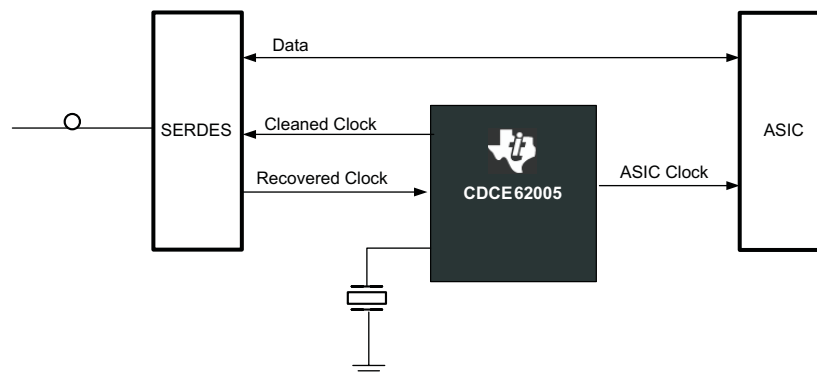 Data
SERDES
Cleaned Clock
ASIC
Recovered Clock
ASIC Clock
CDCE62005